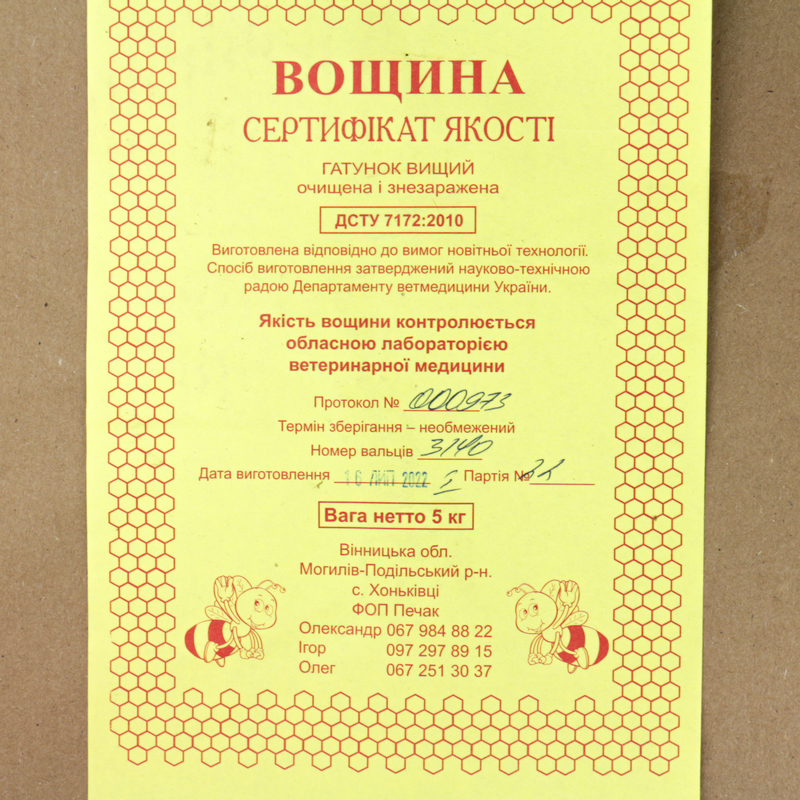 ВОЩИНА
СЕРТИФІКАТ ЯКОСТІ
ГАТУНОК ВИЩИЙ
очищена і знезаражена
ДСТУ 7172:2010
Виготовлена відповідно до вимог новітньої технології.
Спосіб виготовлення затверджений науково-технічною
радою Департаменту ветмедицини України.
Якість вощини контролюється
обласною лабораторією
ветеринарної медицини
Протокол № 000973
Термін зберігання – необмежений
Номер вальців 3140
Дата виготовлення 16 ЛИП 2022 Партія №
Вага нетто 5 кг
Вінницька обл.
Могилів-Подільський р-н.
с. Хоньківці
ФОП Печак
Олександр 067 984 88 22
Ігор 097 297 89 15
Олег 067 251 30 37